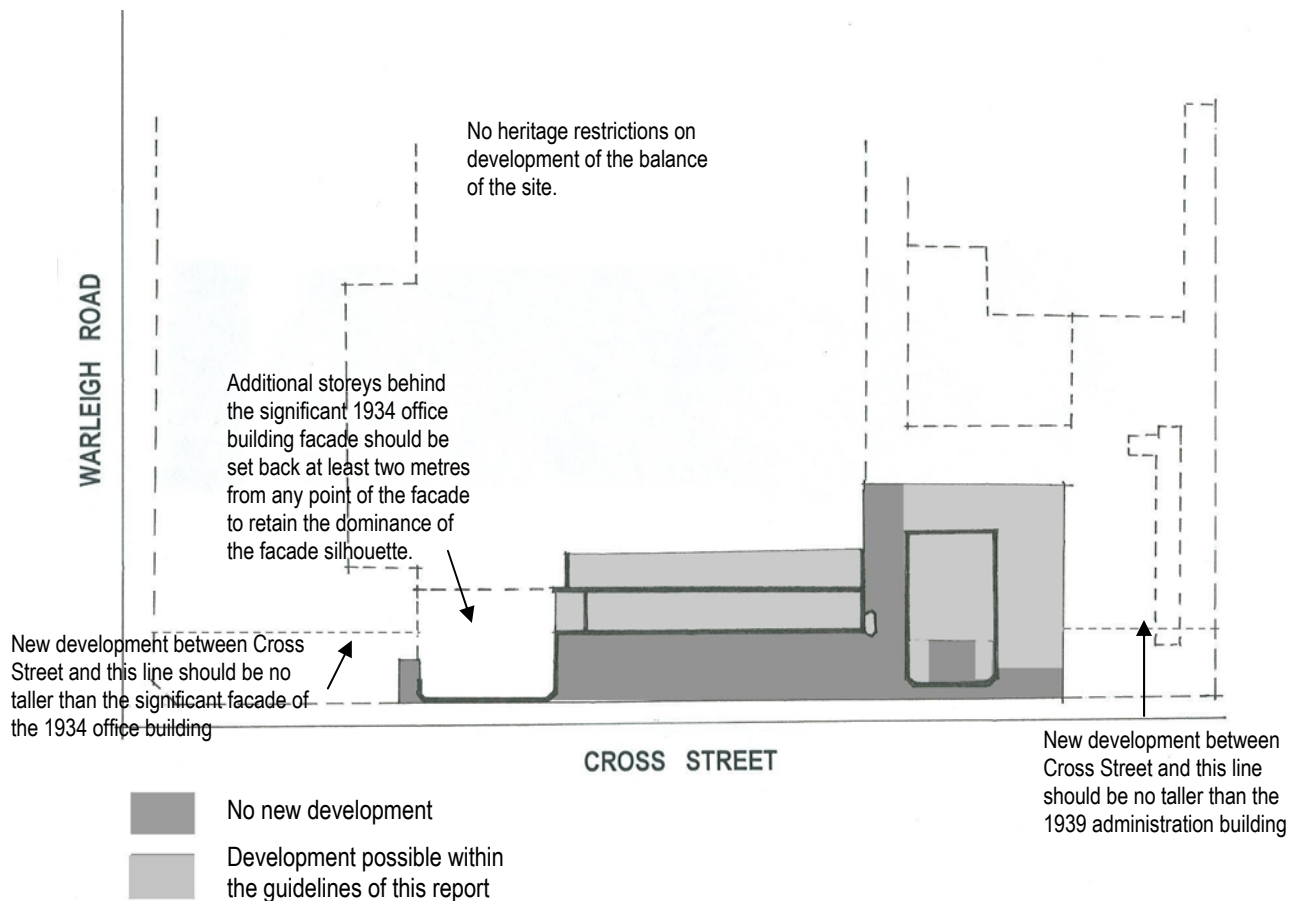 No heritage restrictions on
development of the balance
of the site.
WARLEIGH ROAD
Additional storeys behind
the significant 1934 office
building facade should be
set back at least two metres
from any point of the facade
to retain the dominance of
the facade silhouette.
New development between Cross
Street and this line should be no
taller than the significant facade of
the 1934 office building
CROSS STREET
New development between
Cross Street and this line
should be no taller than the
1939 administration building
No new development
Development possible within
the guidelines of this report